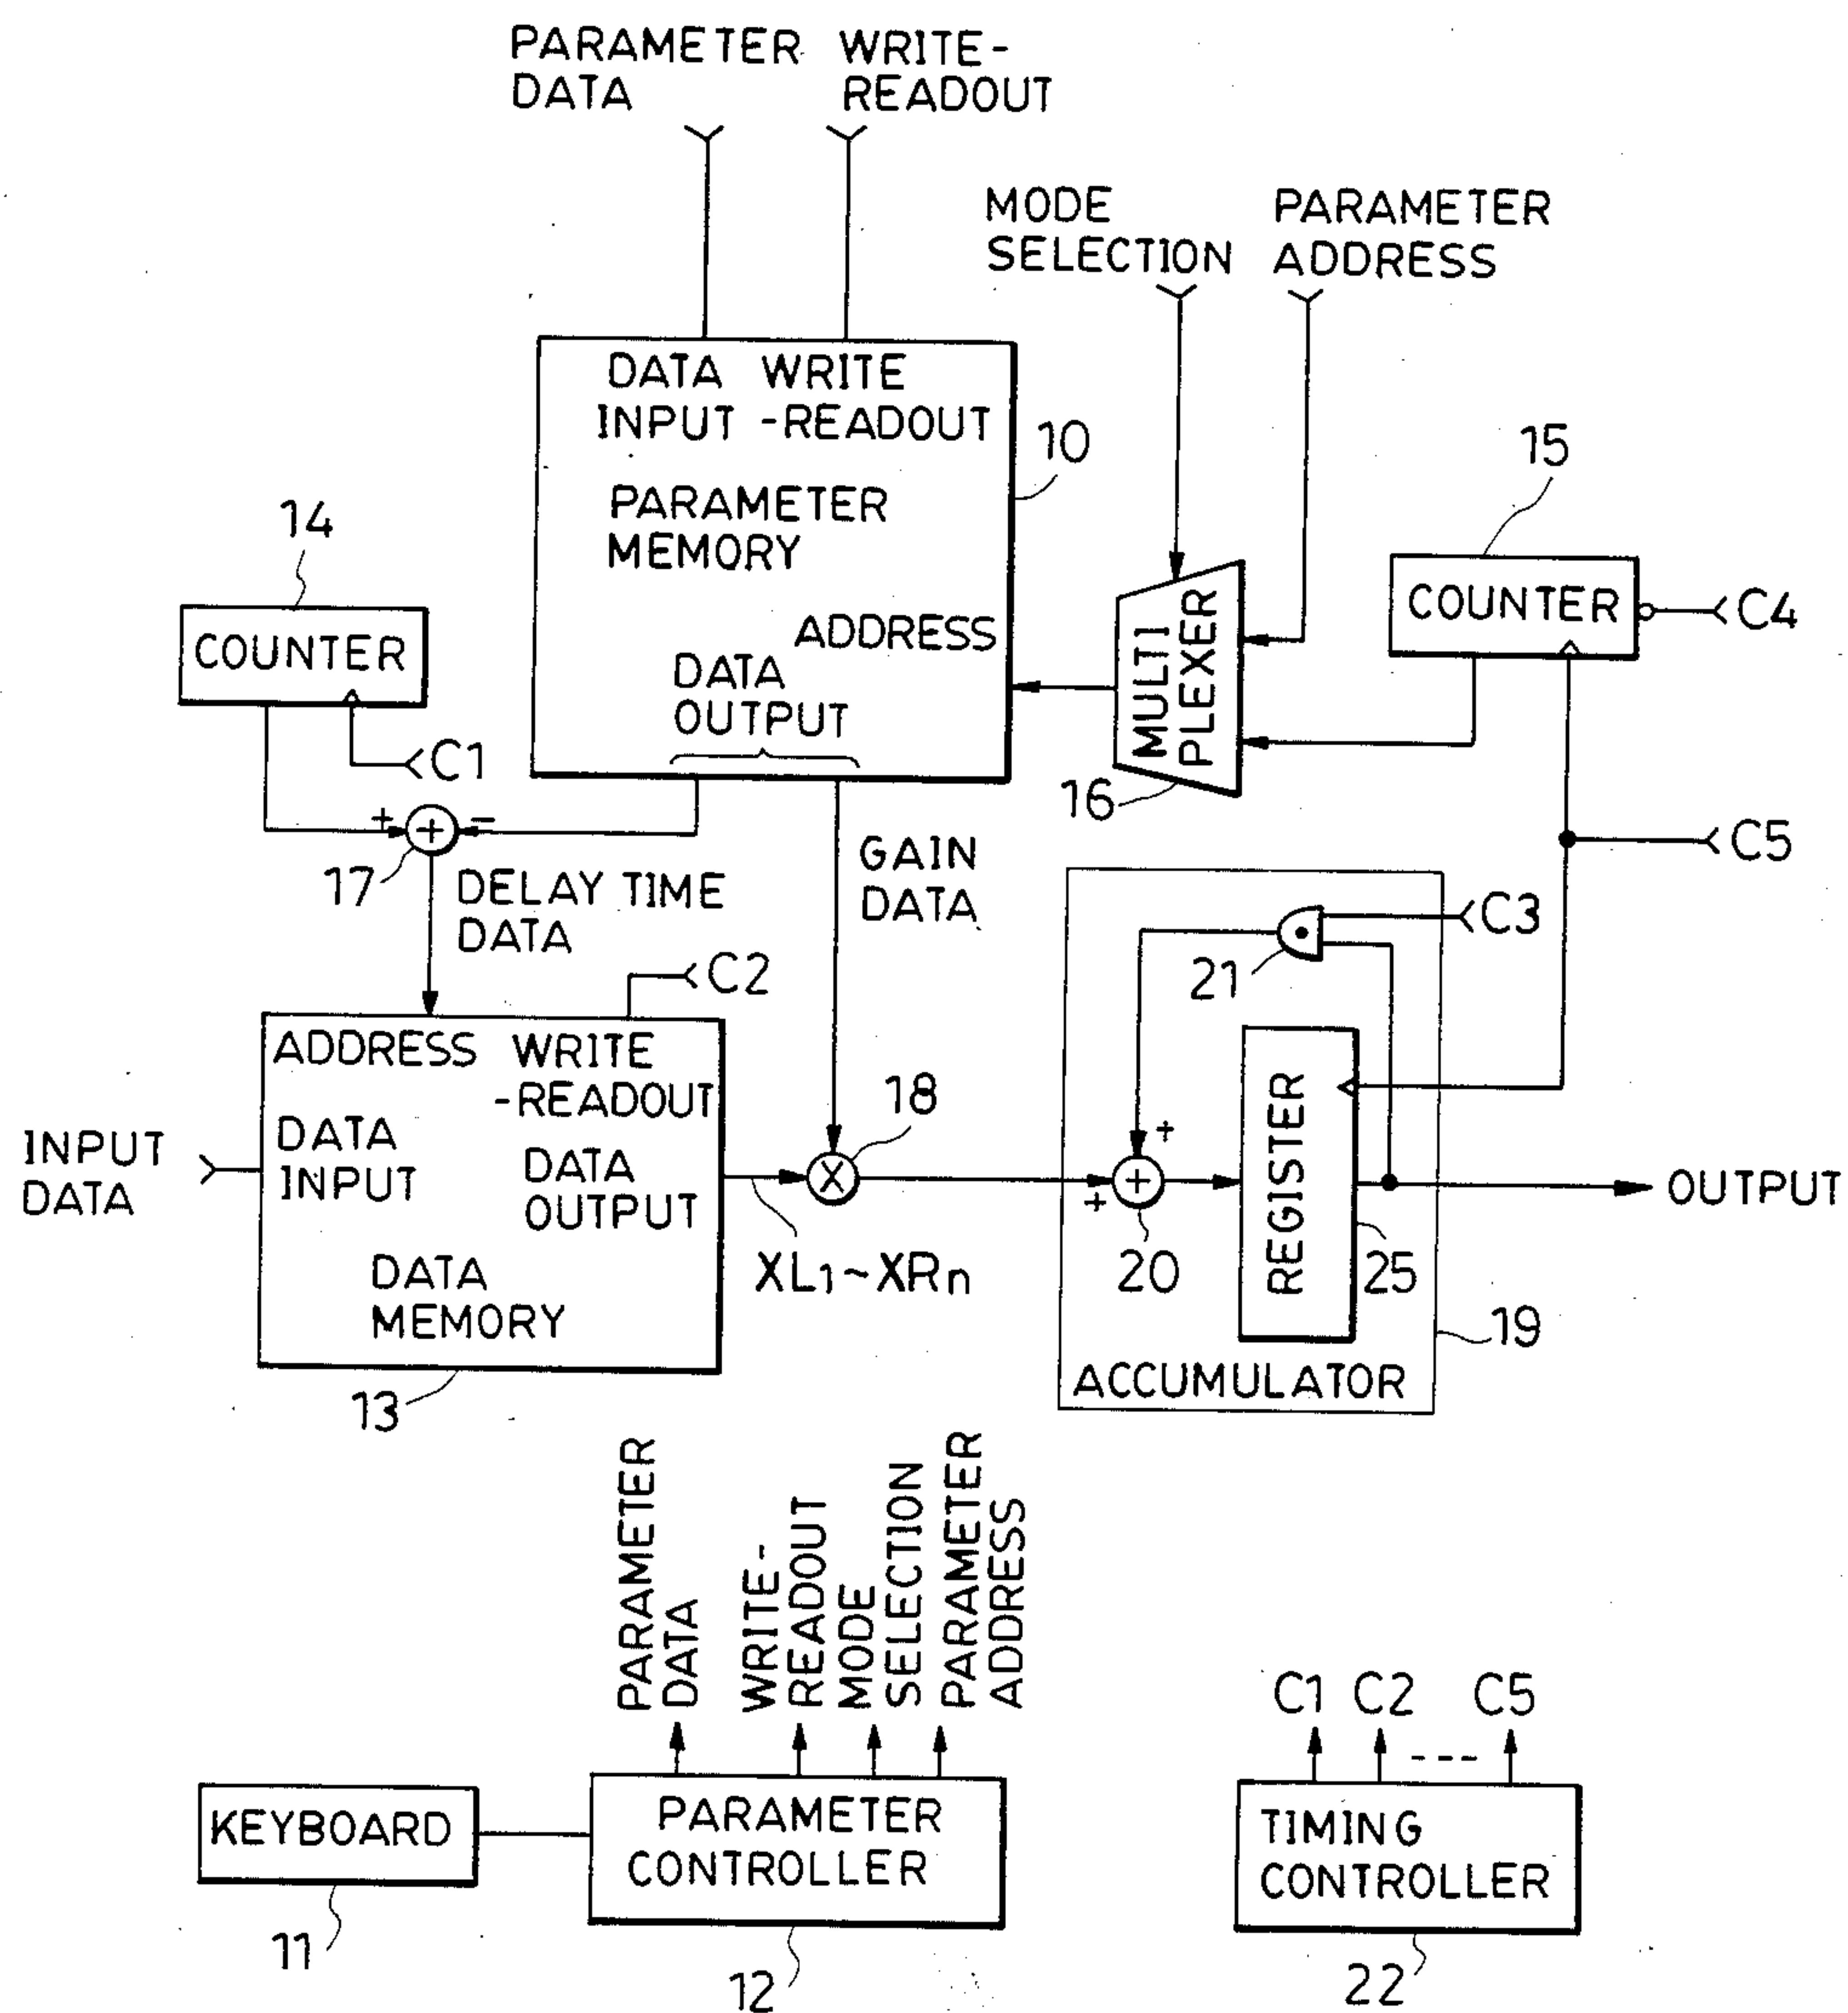 PARAMETER
DATA
WRITE-
READOUT
MODE
SELECTION
PARAMETER
ADDRESS
DATA
INPUT
WRITE
-READOUT
10
PARAMETER
MEMORY
ADDRESS
DATA
OUTPUT
14
COUNTER
C1
15
COUNTER
C4
MULTI
PLEXER
16
C5
+
+
-
17
DELAY TIME
DATA
GAIN
DATA
C3
21
C2
ADDRESS
WRITE
-READOUT
INPUT
DATA
DATA
INPUT
DATA
OUTPUT
DATA
MEMORY
13
18
X
XL1~XRn
+
+
+
20
REGISTER
25
OUTPUT
19
ACCUMULATOR
PARAMETER
DATA
WRITE-
READOUT
MODE
SELECTION
PARAMETER
ADDRESS
KEYBOARD
11
PARAMETER
CONTROLLER
12
C1 C2 ---- C5
TIMING
CONTROLLER
22